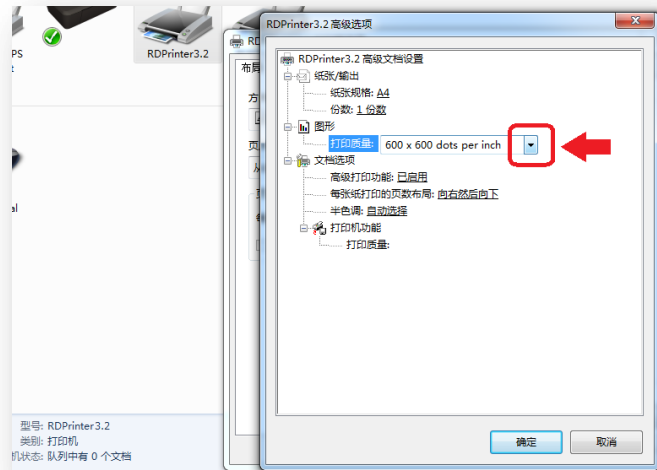 PS
RDPrinter3.2
al
型号: RDPrinter3.2
类别: 打印机
机状态: 队列中有 0 个文档
RD
布局
方
页
从
RDPrinter3.2 高级选项
RDPrinter3.2 高级文档设置
纸张/输出
纸张规格: A4
份数: 1 份数
图形
打印质量: 600 x 600 dots per inch
文档选项
高级打印功能: 已启用
每张纸打印的页数布局: 向右然后向下
半色调: 自动选择
打印机功能
打印质量:
确定
取消